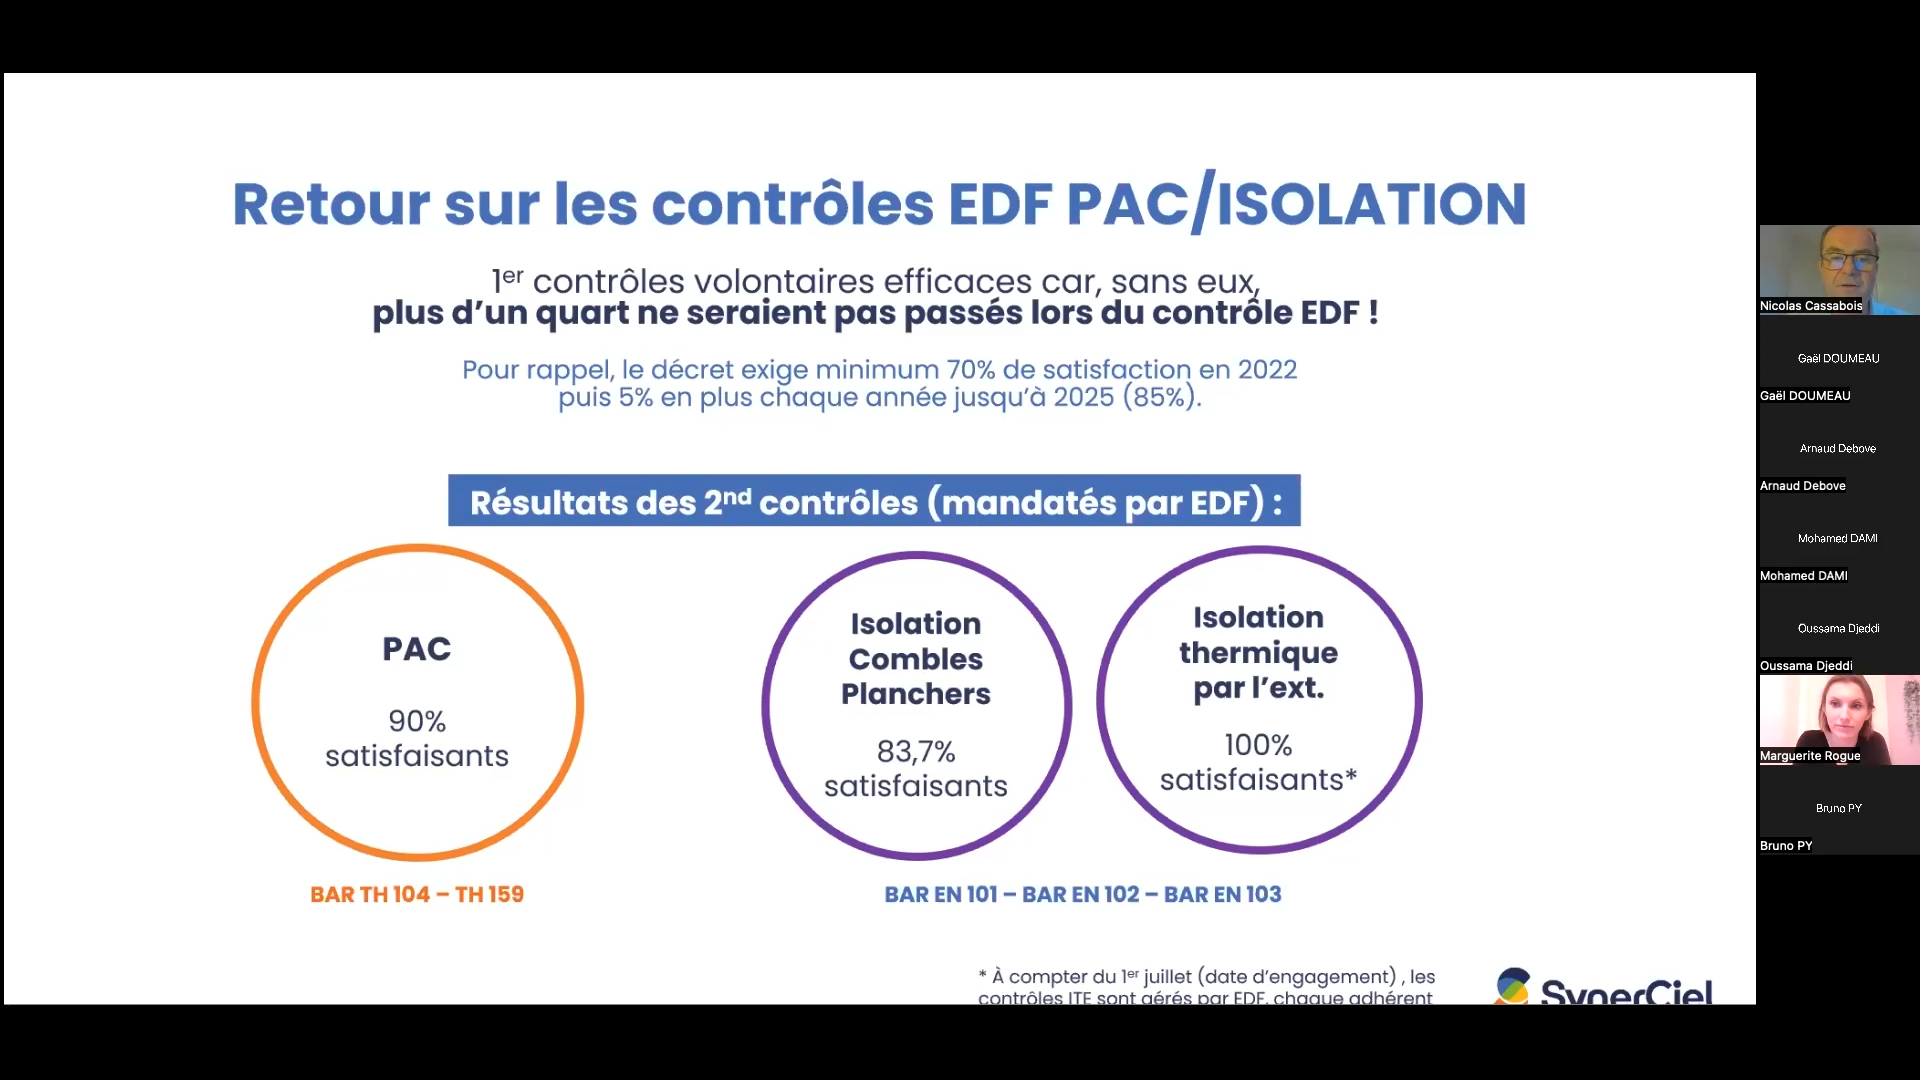 Retour sur les contrôles EDF PAC/ISOLATION
1er contrôles volontaires efficaces car, sans eux,
plus d'un quart ne seraient pas passés lors du contrôle EDF !
Pour rappel, le décret exige minimum 70% de satisfaction en 2022
puis 5% en plus chaque année jusqu'à 2025 (85%).
Résultats des 2nd contrôles (mandatés par EDF) :
PAC
90%
satisfaisants
BAR TH 104 – TH 159
Isolation
Combles
Planchers
83,7%
satisfaisants
Isolation
thermique
par l'ext.
100%
satisfaisants*
BAR EN 101 – BAR EN 102 – BAR EN 103
* À compter du 1er juillet (date d'engagement) , les
contrôles ITE sont gérés par EDF, chaque adhérent
SynerCiel
Nicolas Cassabois
Gaël DOUMEAU
Gaël DOUMEAU
Arnaud Debove
Arnaud Debove
Mohamed DAMI
Mohamed DAMI
Oussama Djeddi
Oussama Djeddi
Marguerite Rogue
Bruno PY
Bruno PY